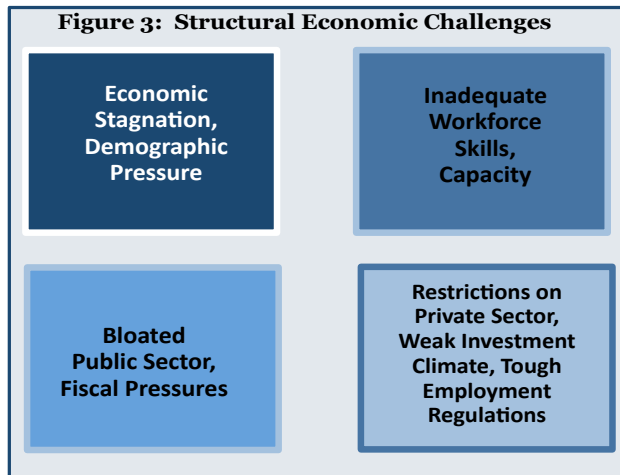 Figure 3:  Structural Economic Challenges
Economic
Stagnation,
Demographic
Pressure
Inadequate
Workforce
Skills,
Capacity
Bloated
Public Sector,
Fiscal Pressures
Restrictions on
Private Sector,
Weak Investment
Climate, Tough
Employment
Regulations